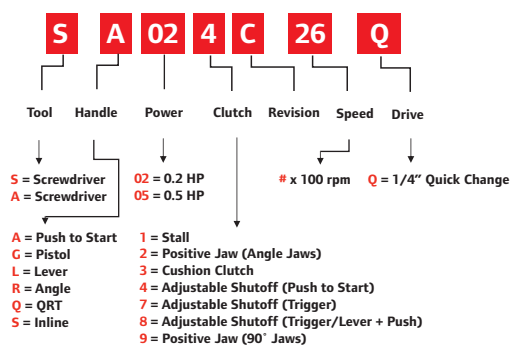 S A 02 4 C 26 Q
Tool Handle Power Clutch Revision Speed Drive
S = Screwdriver
A = Screwdriver
02 = 0.2 HP
05 = 0.5 HP
# x 100 rpm
Q = 1/4” Quick Change
A = Push to Start
G = Pistol
L = Lever
R = Angle
Q = QRT
S = Inline
1 = Stall
2 = Positive Jaw (Angle Jaws)
3 = Cushion Clutch
4 = Adjustable Shutoff (Push to Start)
7 = Adjustable Shutoff (Trigger)
8 = Adjustable Shutoff (Trigger/Lever + Push)
9 = Positive Jaw (90˚ Jaws)